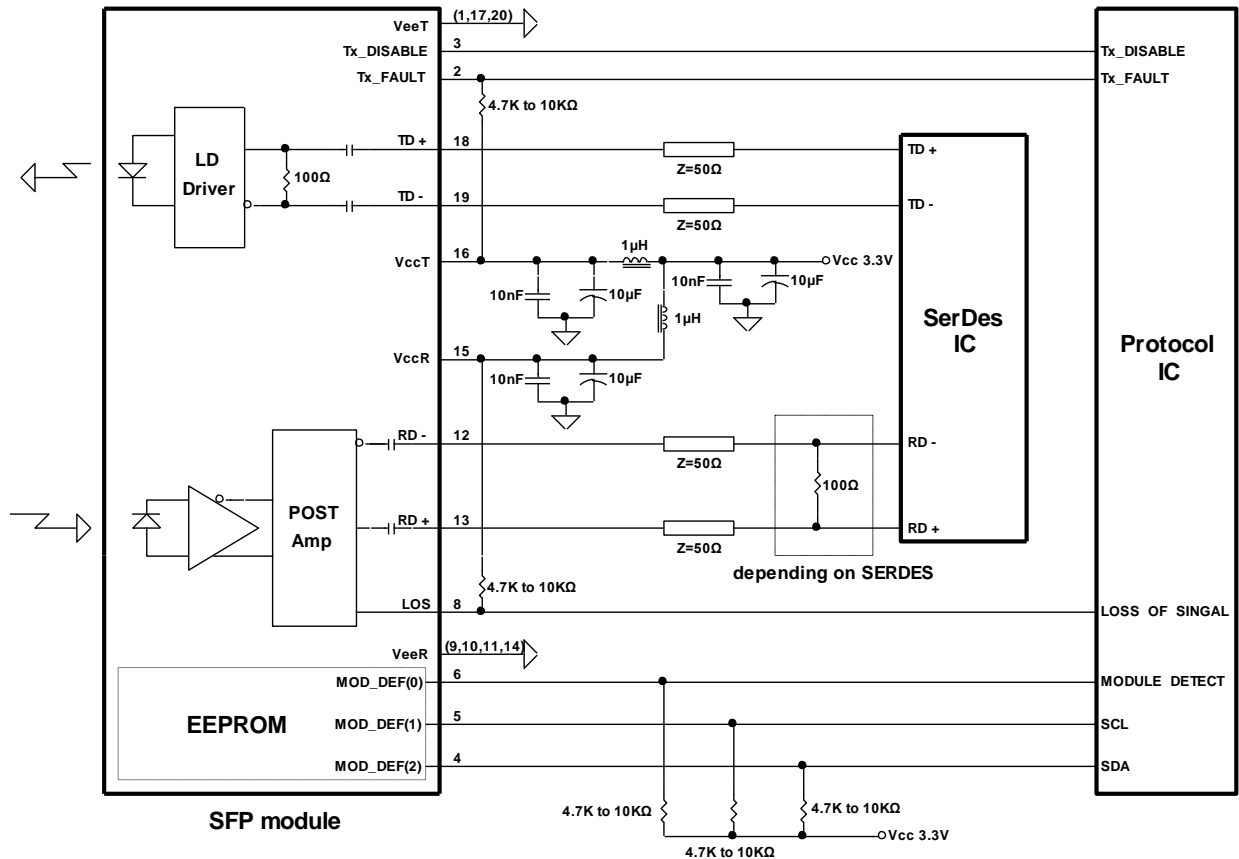 VeeT (1,17,20)
Tx_DISABLE 3 Tx_DISABLE
Tx_FAULT 2 Tx_FAULT
4.7K to 10KΩ
LD
Driver
100Ω
TD + 18 Z=50Ω TD +
TD - 19 Z=50Ω TD -
VccT 16 1µH Vcc 3.3V
10nF 10µF 10nF 10µF
1µH
VccR 15
10nF 10µF
SerDes
IC
Protocol
IC
RD - 12 Z=50Ω RD -
100Ω
POST
Amp
RD + 13 Z=50Ω RD +
depending on SERDES
4.7K to 10KΩ
LOS 8 LOSS OF SINGAL
VeeR (9,10,11,14)
MOD_DEF(0) 6 MODULE DETECT
EEPROM
MOD_DEF(1) 5 SCL
MOD_DEF(2) 4 SDA
SFP module
4.7K to 10KΩ 4.7K to 10KΩ
Vcc 3.3V
4.7K to 10KΩ